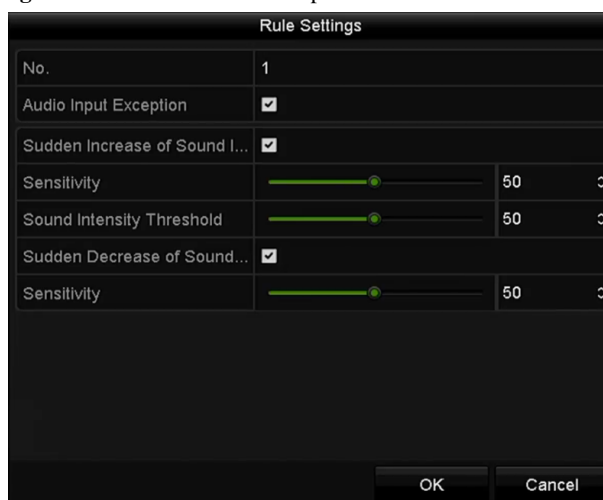 Rule Settings
No. 1
Audio Input Exception
Sudden Increase of Sound I...
Sensitivity 50
Sound Intensity Threshold 50
Sudden Decrease of Sound...
Sensitivity 50
OK Cancel